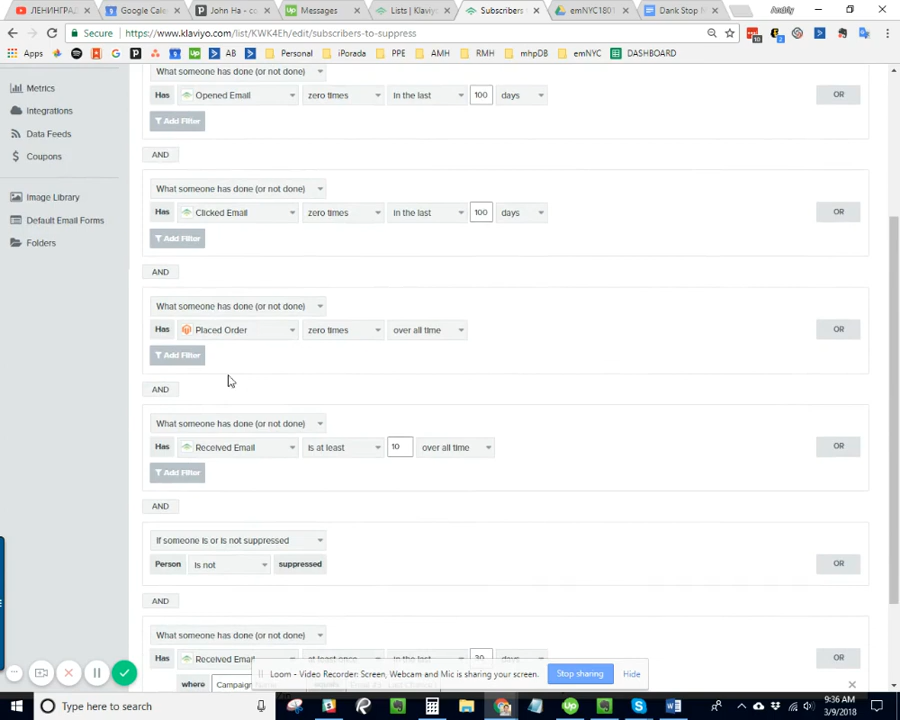 ЛЕНИНГРАД
Google Cale
John Ha - co
Messages
Lists | Klaviyo
Subscribers
emNYC1801
Dank Stop M
Andriy
Secure
https://www.klaviyo.com/list/KWK4Eh/edit/subscribers-to-suppress
Apps
AB
Personal
iPorada
PPE
AMH
RMH
mhpDB
emNYC
DASHBOARD
Metrics
Integrations
Data Feeds
Coupons
Image Library
Default Email Forms
Folders
What someone has done (or not done)
Has Opened Email zero times in the last 100 days OR
Add Filter
AND
What someone has done (or not done)
Has Clicked Email zero times in the last 100 days OR
Add Filter
AND
What someone has done (or not done)
Has Placed Order zero times over all time OR
Add Filter
AND
What someone has done (or not done)
Has Received Email is at least 10 over all time OR
Add Filter
AND
If someone is or is not suppressed
Person is not suppressed OR
AND
What someone has done (or not done)
Has Received Email at least once in the last 30 days OR
where
Loom - Video Recorder: Screen, Webcam and Mic is sharing your screen.
Stop sharing
Hide
Type here to search
9:36 AM
3/9/2018